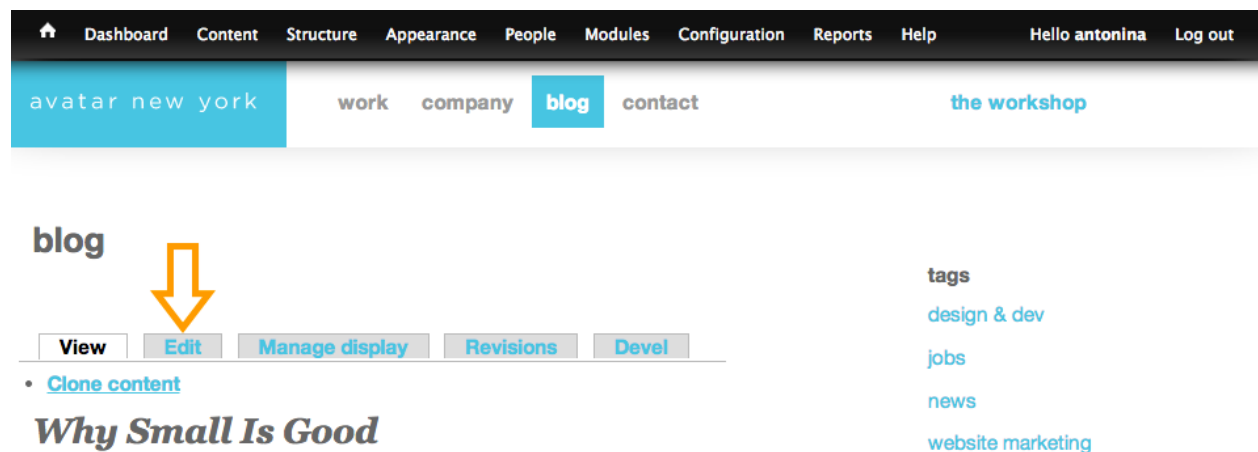 Dashboard Content Structure Appearance People Modules Configuration Reports Help Hello antonina Log out
avatar new york work company blog contact the workshop
blog
View Edit Manage display Revisions Devel
Clone content
Why Small Is Good
tags
design & dev
jobs
news
website marketing